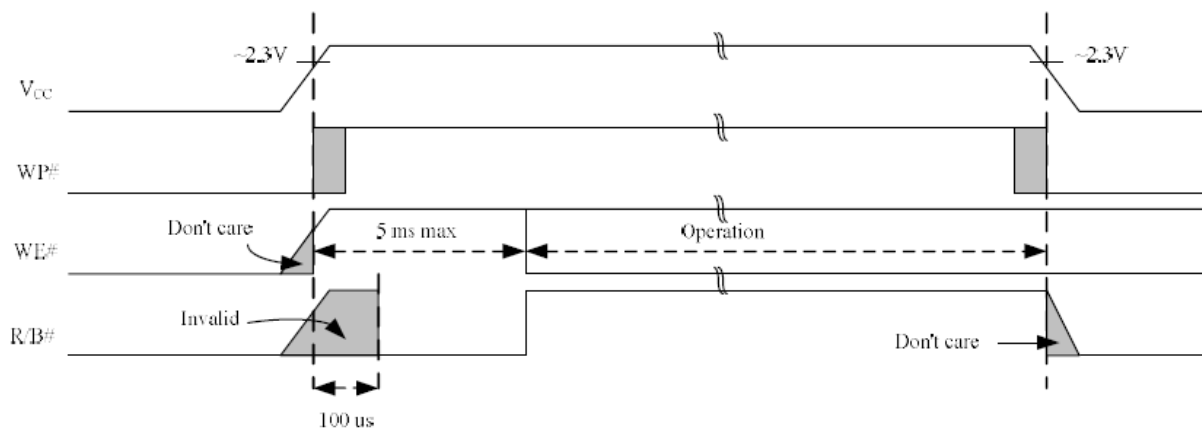 ~2.3V ~2.3V
VCC
WP#
Don't care 5 ms max Operation
WE#
Invalid
R/B# Don't care
100 us